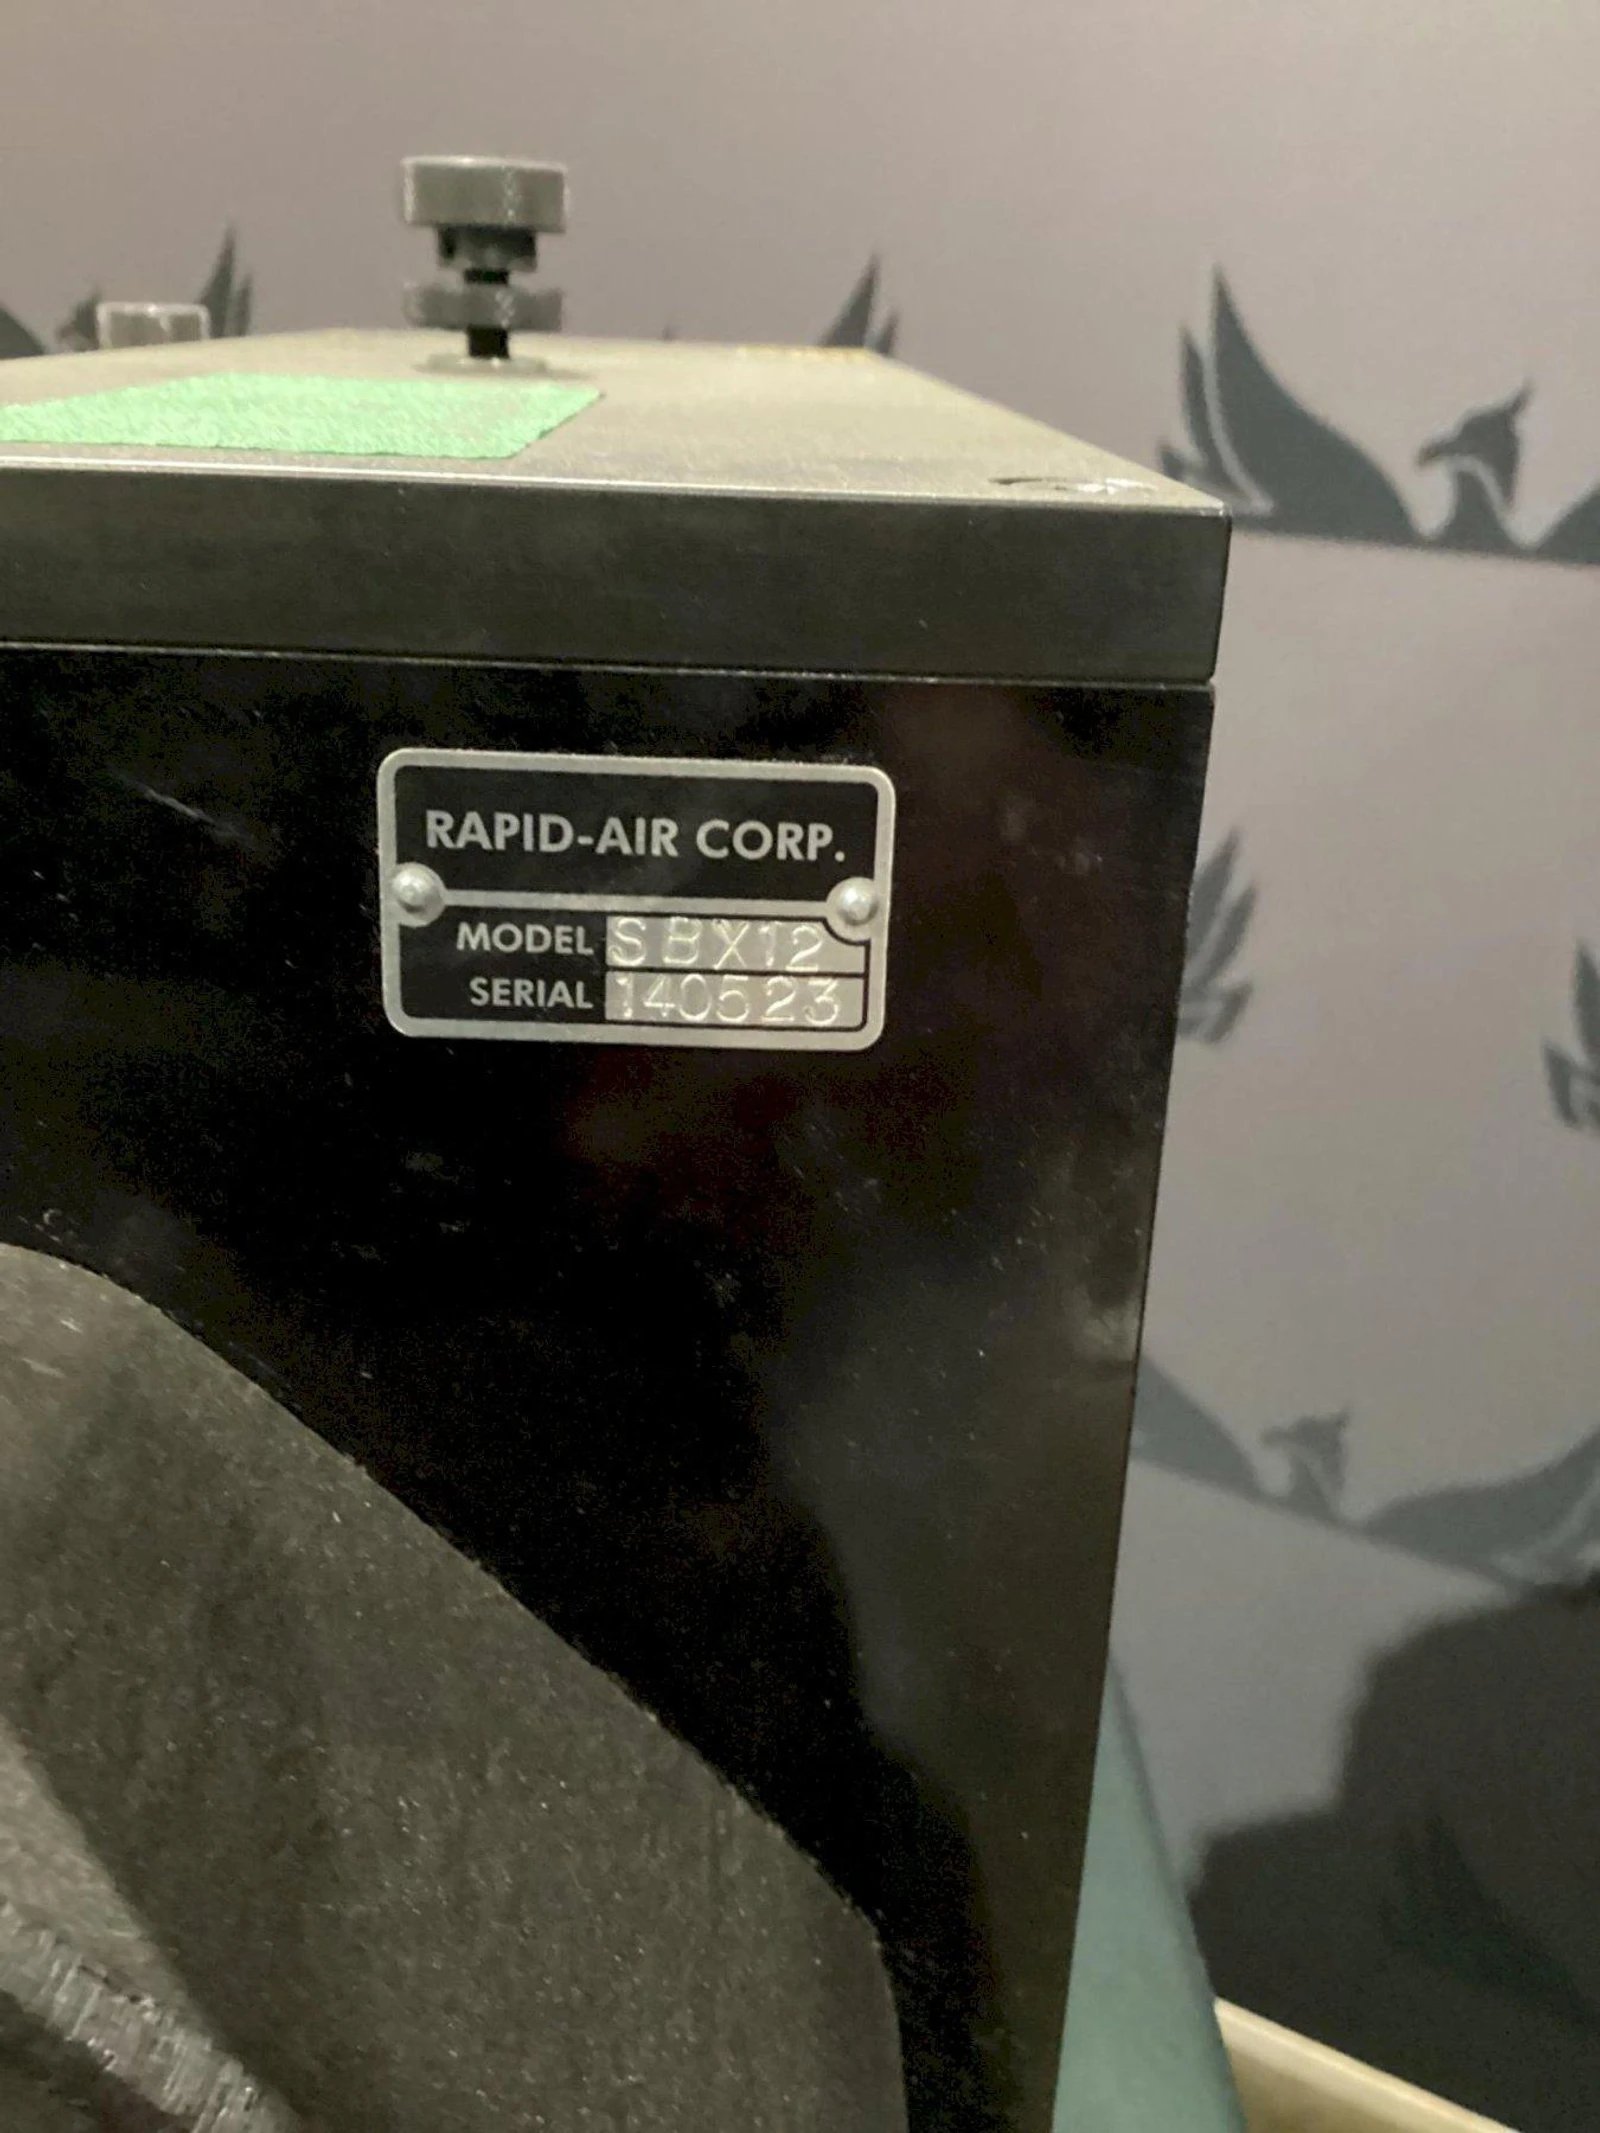 RAPID-AIR CORP.
MODEL SBX12
SERIAL 140523